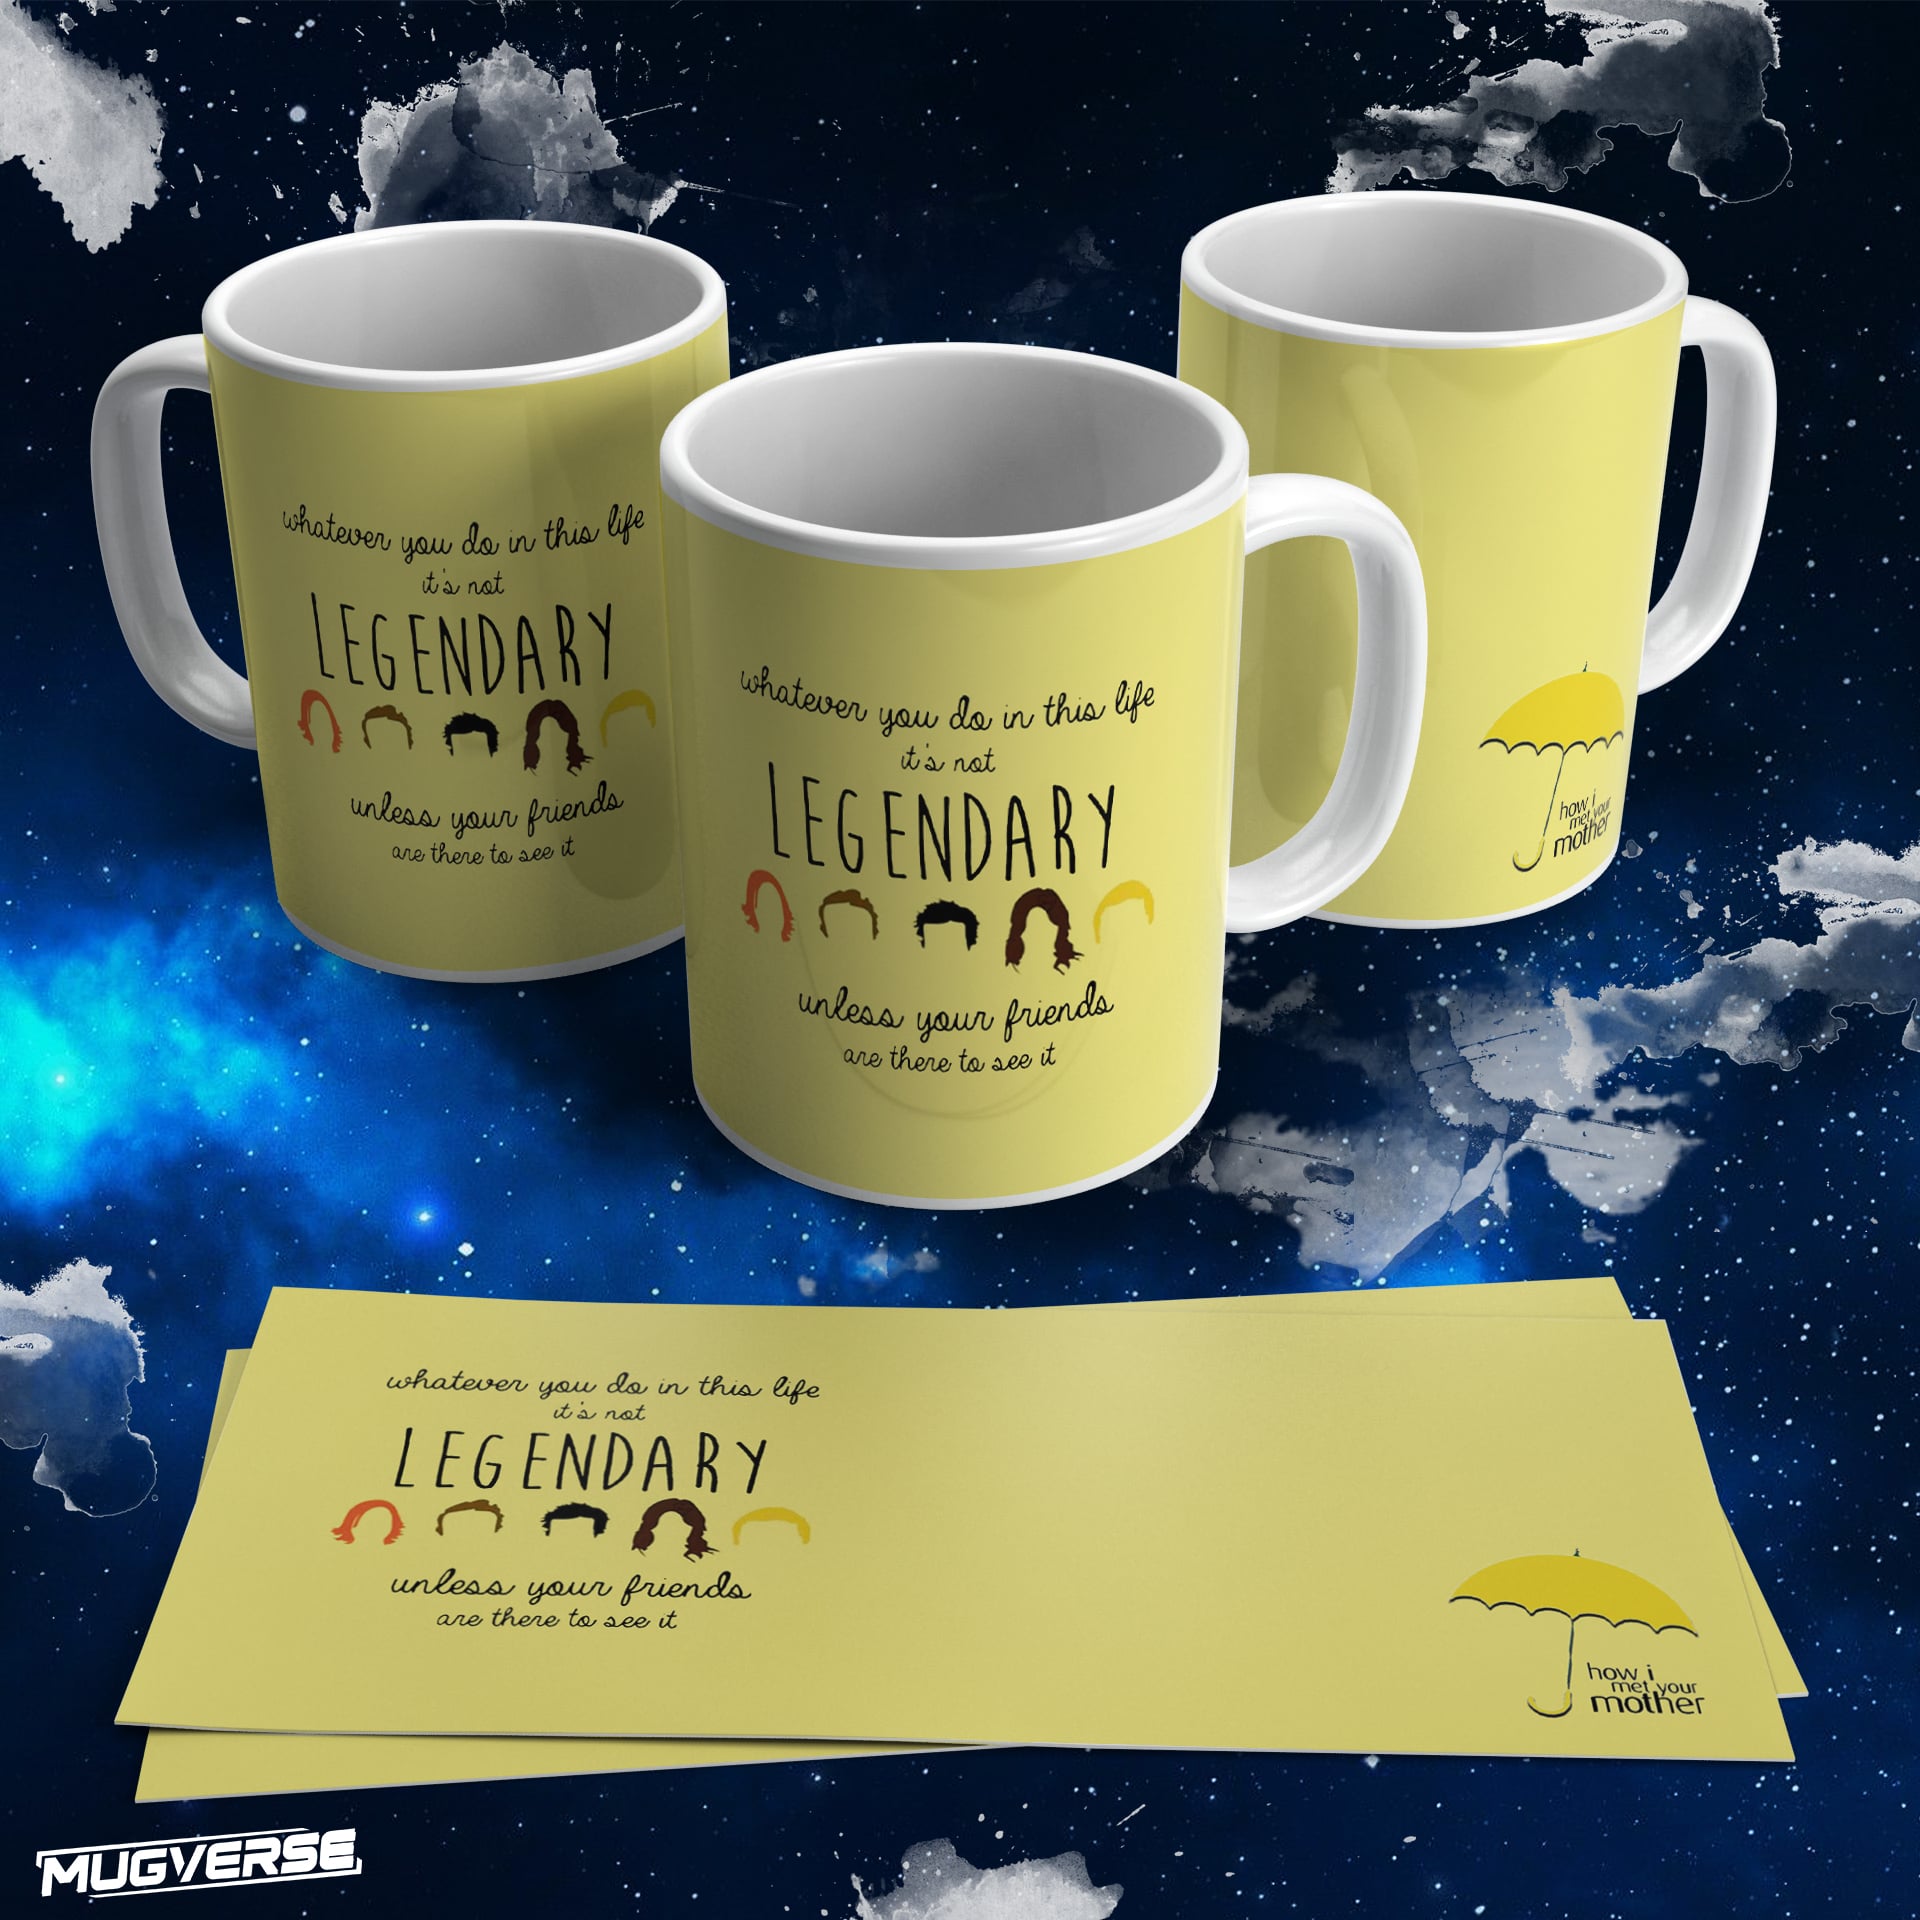 whatever you do in this life
it's not
LEGENDARY
unless your friends
are there to see it
whatever you do in this life
it's not
LEGENDARY
unless your friends
are there to see it
how i
met your
mother
whatever you do in this life
it's not
LEGENDARY
unless your friends
are there to see it
how i
met your
mother
MUGVERSE